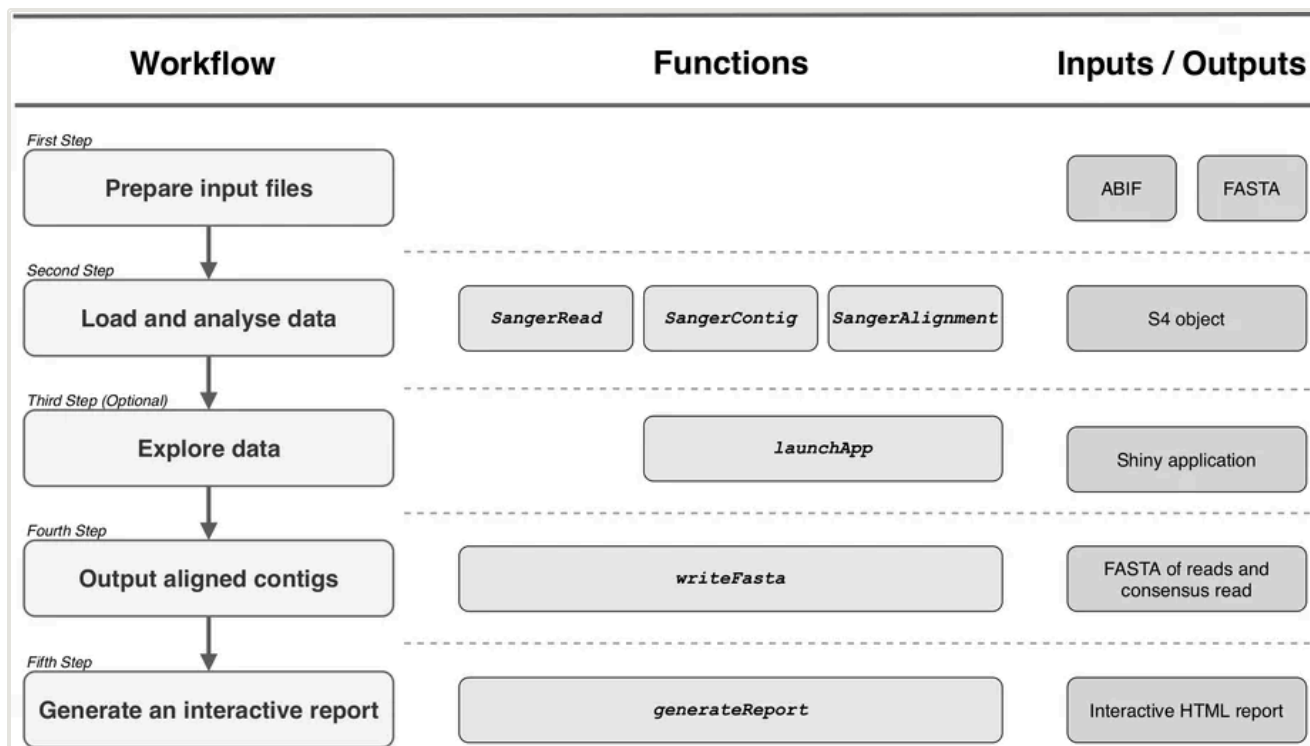 Workflow
Functions
Inputs / Outputs
First Step
Prepare input files
ABIF
FASTA
Second Step
Load and analyse data
SangerRead
SangerContig
SangerAlignment
S4 object
Third Step (Optional)
Explore data
launchApp
Shiny application
Fourth Step
Output aligned contigs
writeFasta
FASTA of reads and
consensus read
Fifth Step
Generate an interactive report
generateReport
Interactive HTML report